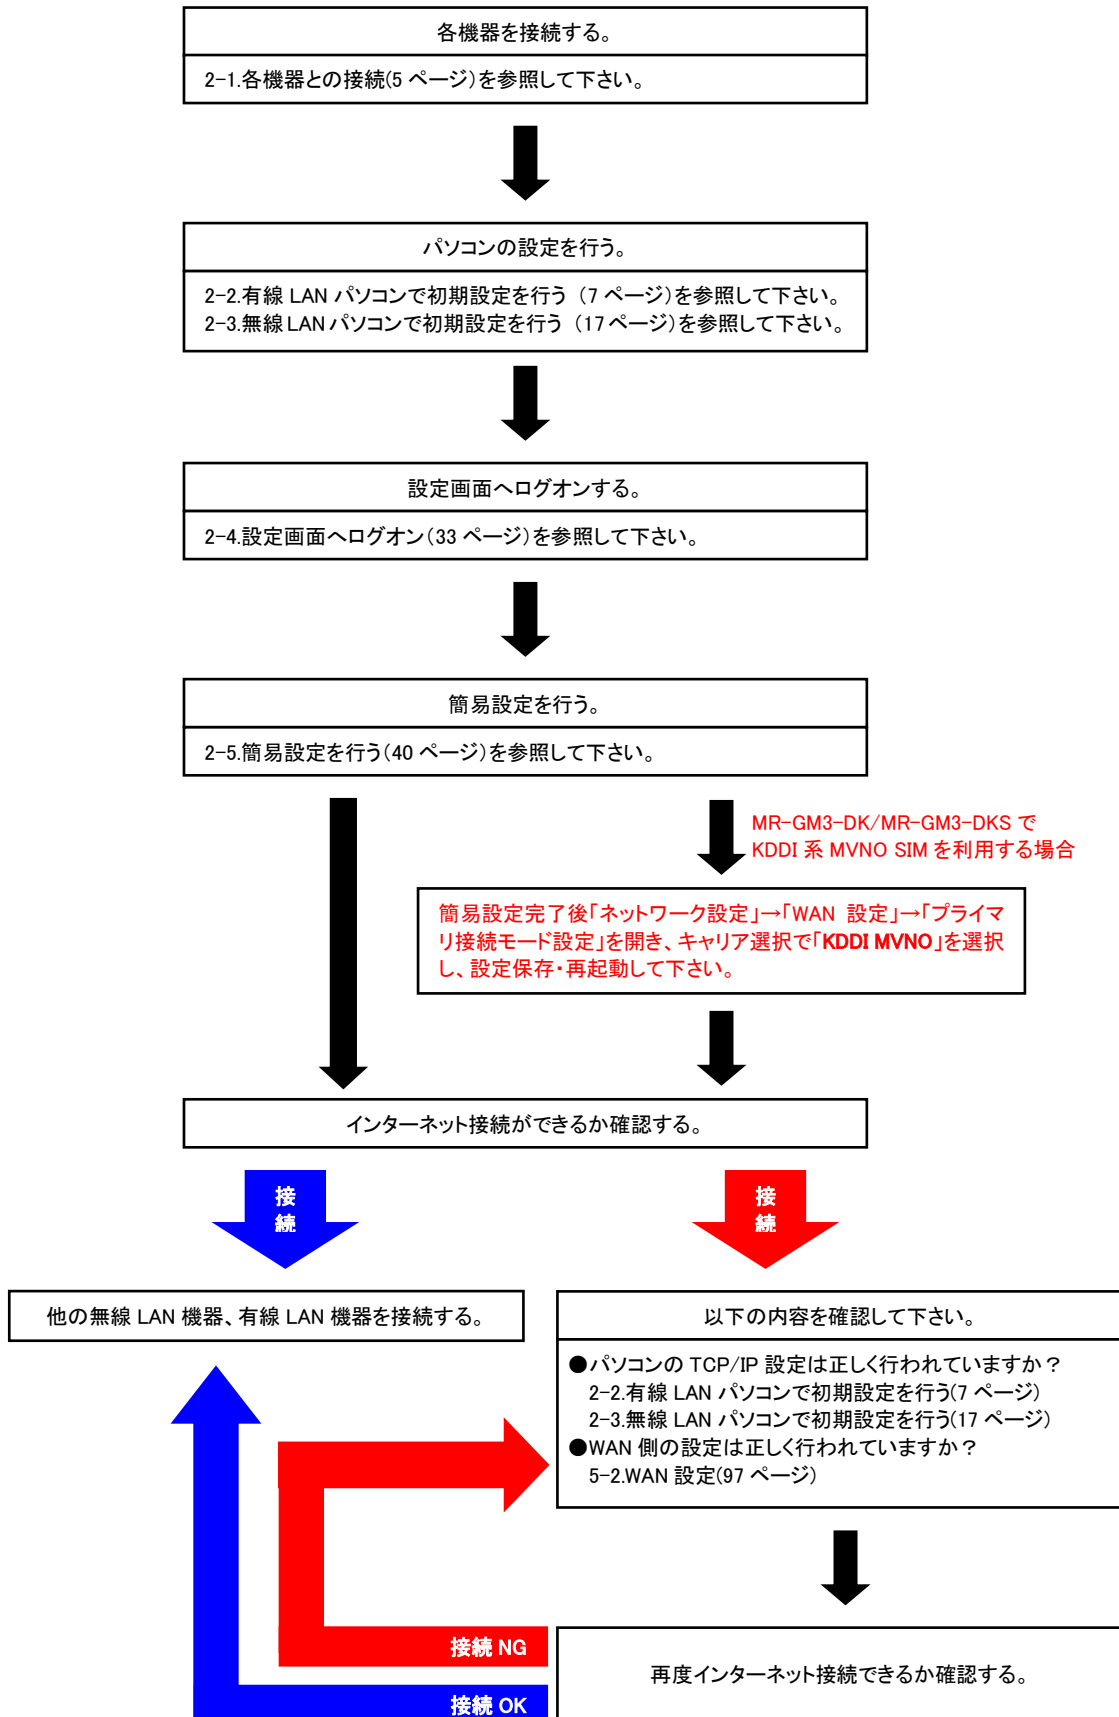 各機器を接続する。
2-1.各機器との接続(5 ページ)を参照して下さい。
パソコンの設定を行う。
2-2.有線 LAN パソコンで初期設定を行う (7 ページ)を参照して下さい。
2-3.無線 LAN パソコンで初期設定を行う (17 ページ)を参照して下さい。
設定画面へログオンする。
2-4.設定画面へログオン(33 ページ)を参照して下さい。
簡易設定を行う。
2-5.簡易設定を行う(40 ページ)を参照して下さい。
MR-GM3-DK/MR-GM3-DKS で
KDDI 系 MVNO SIM を利用する場合
簡易設定完了後「ネットワーク設定」→「WAN 設定」→「プライマ
リ接続モード設定」を開き、キャリア選択で「KDDI MVNO」を選択
し、設定保存・再起動して下さい。
インターネット接続ができるか確認する。
接
続
接
続
他の無線 LAN 機器、有線 LAN 機器を接続する。
以下の内容を確認して下さい。
●パソコンの TCP/IP 設定は正しく行われていますか?
2-2.有線 LAN パソコンで初期設定を行う(7 ページ)
2-3.無線 LAN パソコンで初期設定を行う(17 ページ)
●WAN 側の設定は正しく行われていますか?
5-2.WAN 設定(97 ページ)
接続 NG
再度インターネット接続できるか確認する。
接続 OK